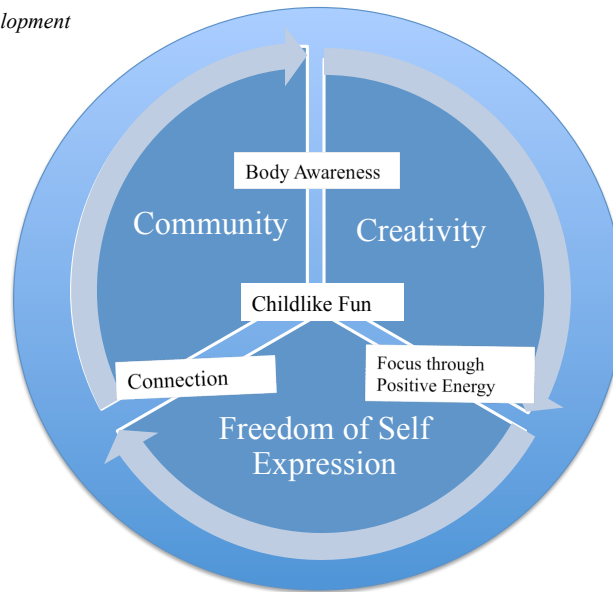 lopment
Body Awareness
Community
Creativity
Childlike Fun
Connection
Focus through
Positive Energy
Freedom of Self
Expression